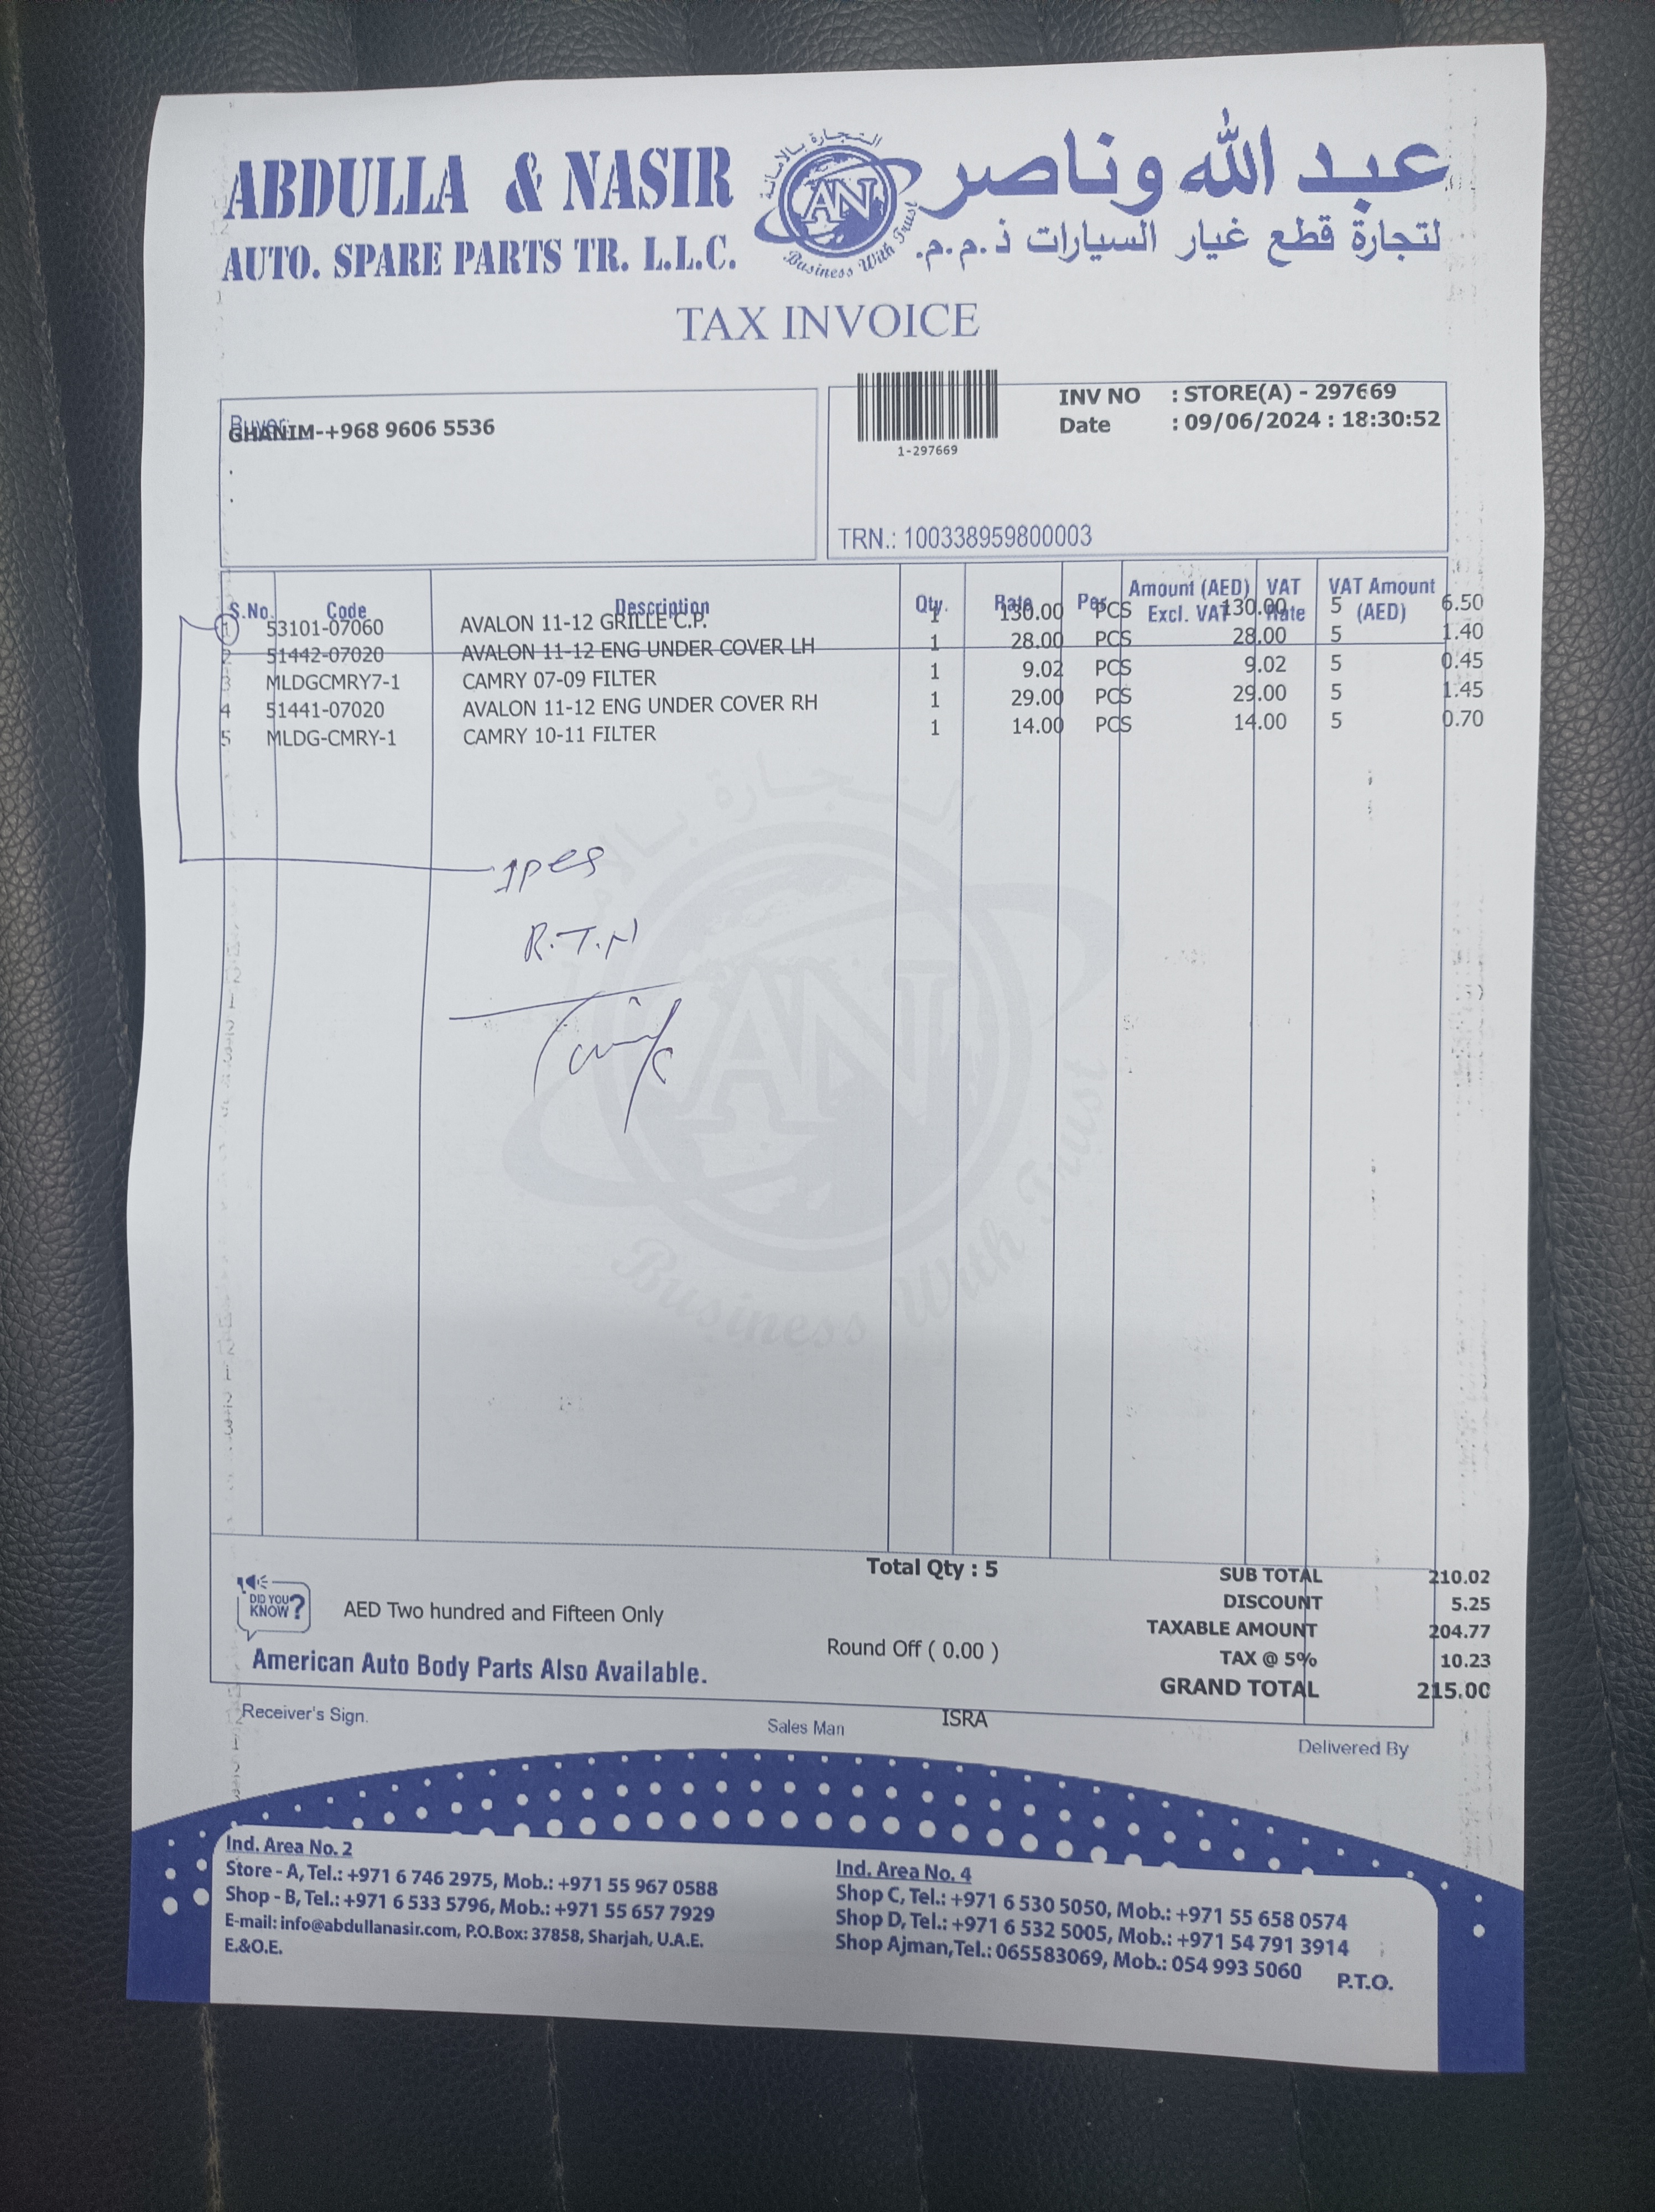 ABDULLA & NASIR
AUTO. SPARE PARTS TR. L.L.C.
التجارة بالامانة
AN
Business With Trust
عبد الله وناصر
لتجارة قطع غيار السيارات ذ.م.م.
TAX INVOICE
Buyer:
GHANIM-+968 9606 5536
.
.
1-297669
INV NO : STORE(A) - 297669
Date : 09/06/2024 : 18:30:52
TRN.: 100338959800003
S.No. Code Description Qty. Rate Per Amount (AED) Excl. VAT VAT Rate VAT Amount (AED)
1 53101-07060 AVALON 11-12 GRILLE C.P. 1 130.00 PCS 130.00 5 6.50
2 51442-07020 AVALON 11-12 ENG UNDER COVER LH 1 28.00 PCS 28.00 5 1.40
3 MLDGCMRY7-1 CAMRY 07-09 FILTER 1 9.02 PCS 9.02 5 0.45
4 51441-07020 AVALON 11-12 ENG UNDER COVER RH 1 29.00 PCS 29.00 5 1.45
5 MLDG-CMRY-1 CAMRY 10-11 FILTER 1 14.00 PCS 14.00 5 0.70
1pes
R.T.N
التجارة بالاما
AN
Business With Trust
Total Qty : 5
SUB TOTAL 210.02
DISCOUNT 5.25
TAXABLE AMOUNT 204.77
TAX @ 5% 10.23
GRAND TOTAL 215.00
DID YOU KNOW?
AED Two hundred and Fifteen Only
Round Off ( 0.00 )
American Auto Body Parts Also Available.
Receiver's Sign.
Sales Man ISRA
Delivered By
Ind. Area No. 2
Store - A, Tel.: +971 6 746 2975, Mob.: +971 55 967 0588
Shop - B, Tel.: +971 6 533 5796, Mob.: +971 55 657 7929
E-mail: info@abdullanasir.com, P.O.Box: 37858, Sharjah, U.A.E.
E.&O.E.
Ind. Area No. 4
Shop C, Tel.: +971 6 530 5050, Mob.: +971 55 658 0574
Shop D, Tel.: +971 6 532 5005, Mob.: +971 54 791 3914
Shop Ajman, Tel.: 065583069, Mob.: 054 993 5060
P.T.O.